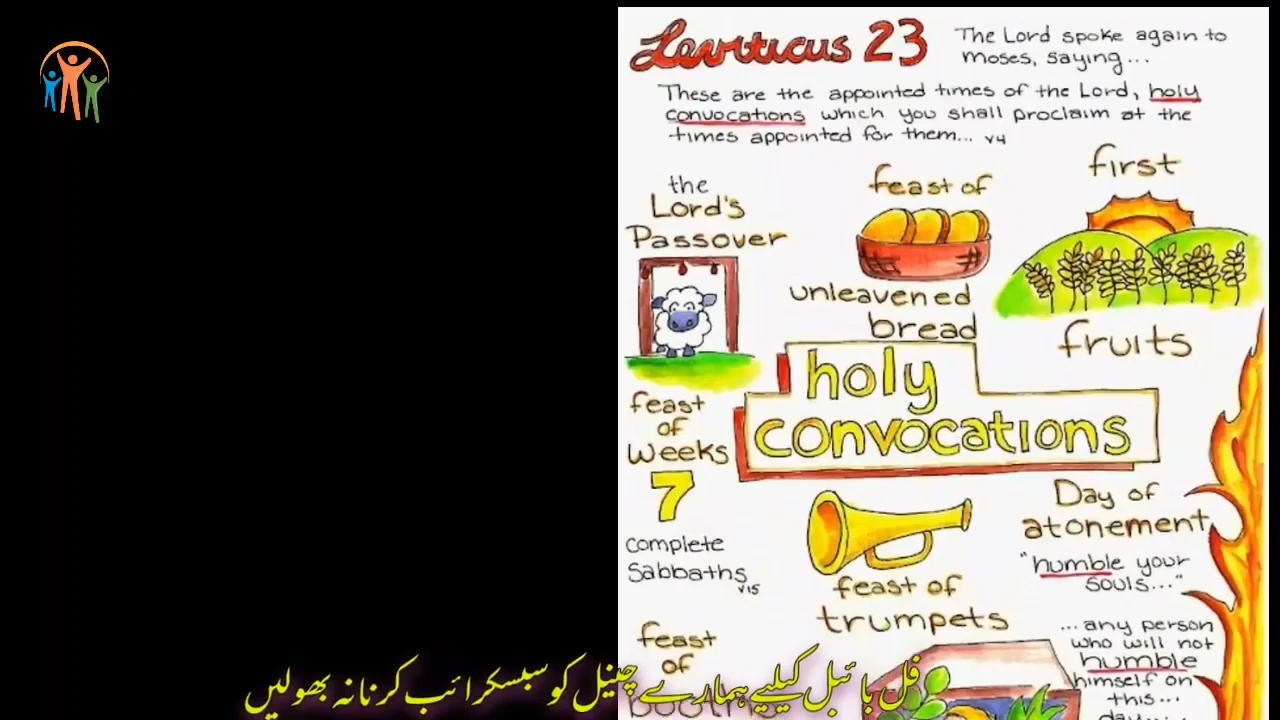 Leviticus 23
The Lord spoke again to
Moses, saying...
These are the appointed times of the Lord, holy
convocations which you shall proclaim at the
times appointed for them... v4
the
Lord's
Passover
feast of
unleavened
bread
first
fruits
holy
convocations
feast
of
weeks
7
complete
Sabbaths
v15
feast of
trumpets
Day of
atonement
"humble your
souls..."
...any person
who will not
humble
himself on
this...
day...
feast
of
booths
فل بائبل کیلیے ہمارے چینل کو سبسکرائب کرنا نہ بھولیں